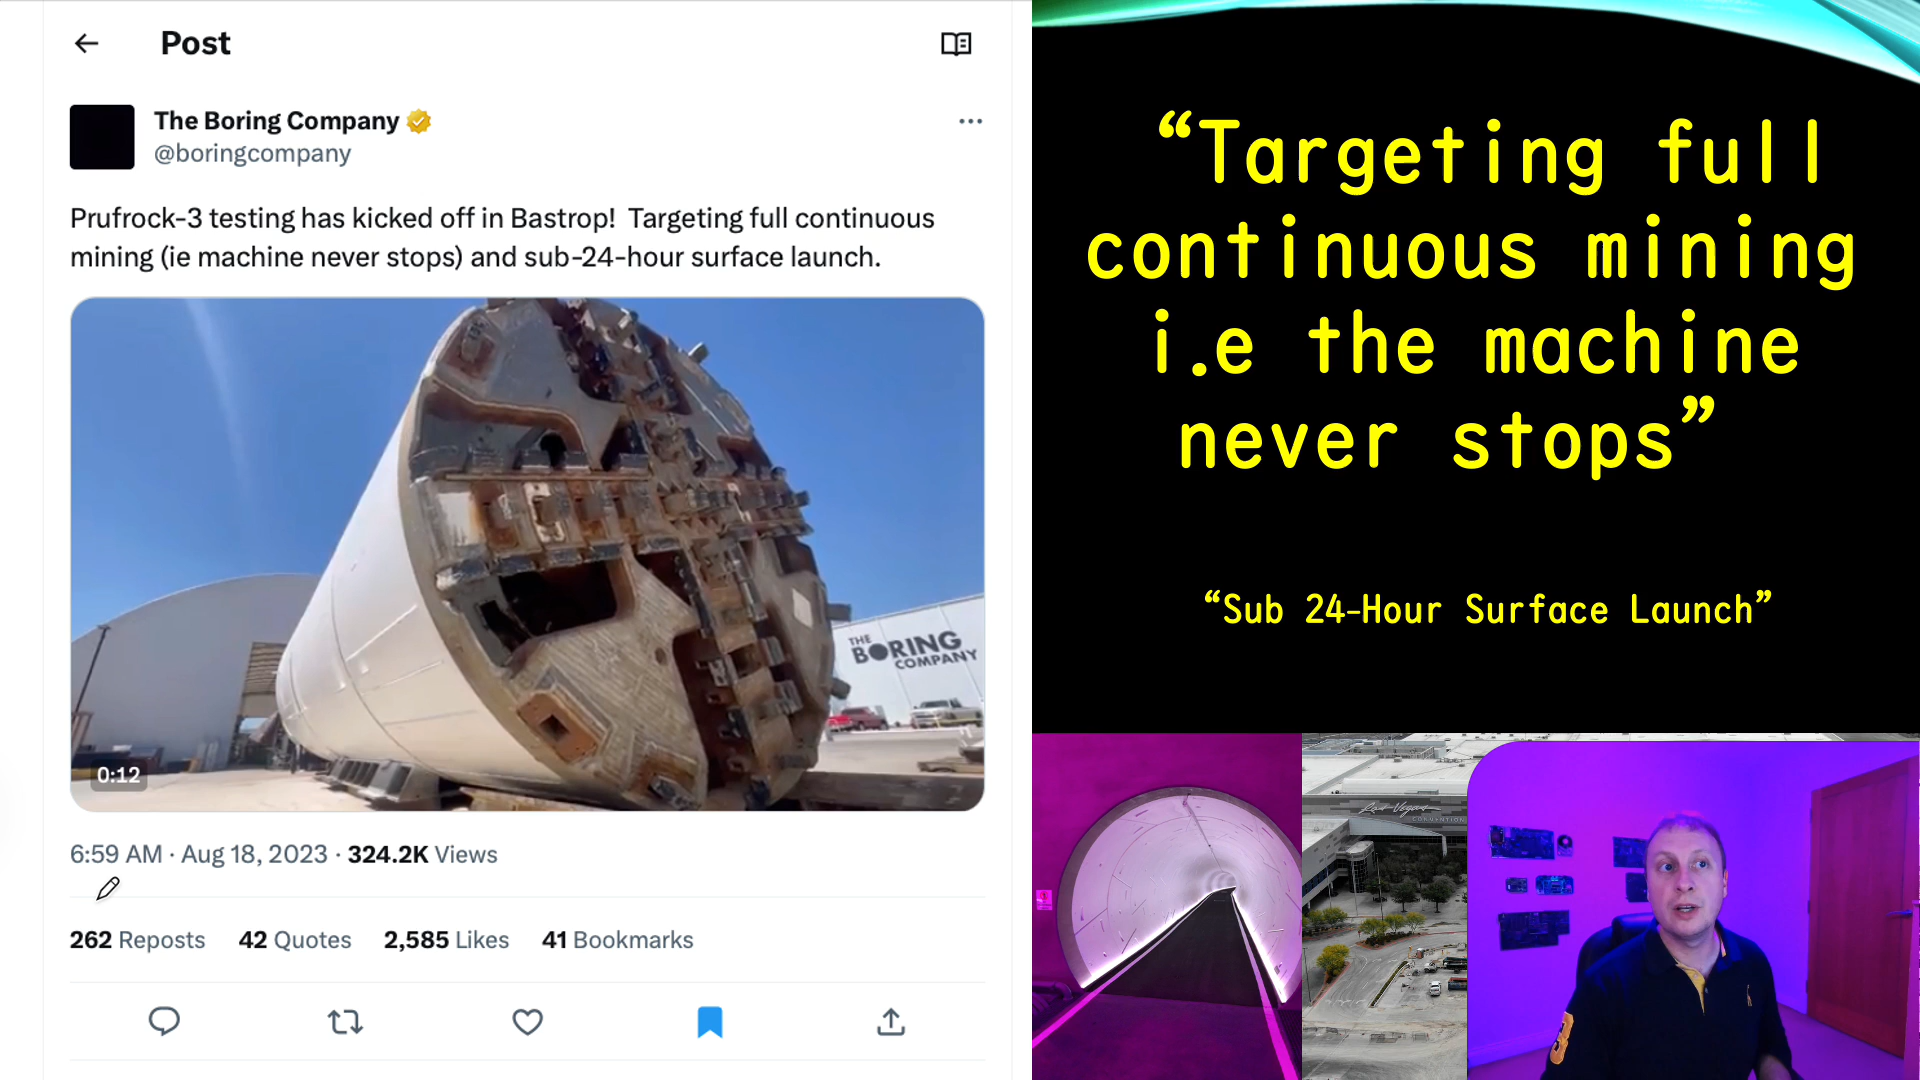 Post
The Boring Company
@boringcompany
Prufrock-3 testing has kicked off in Bastrop!  Targeting full continuous
mining (ie machine never stops) and sub-24-hour surface launch.
THE
BORING
COMPANY
0:12
6:59 AM · Aug 18, 2023 · 324.2K Views
262 Reposts 42 Quotes 2,585 Likes 41 Bookmarks
“Targeting full
continuous mining
i.e the machine
never stops”
“Sub 24-Hour Surface Launch”
Las Vegas
CONVENTION